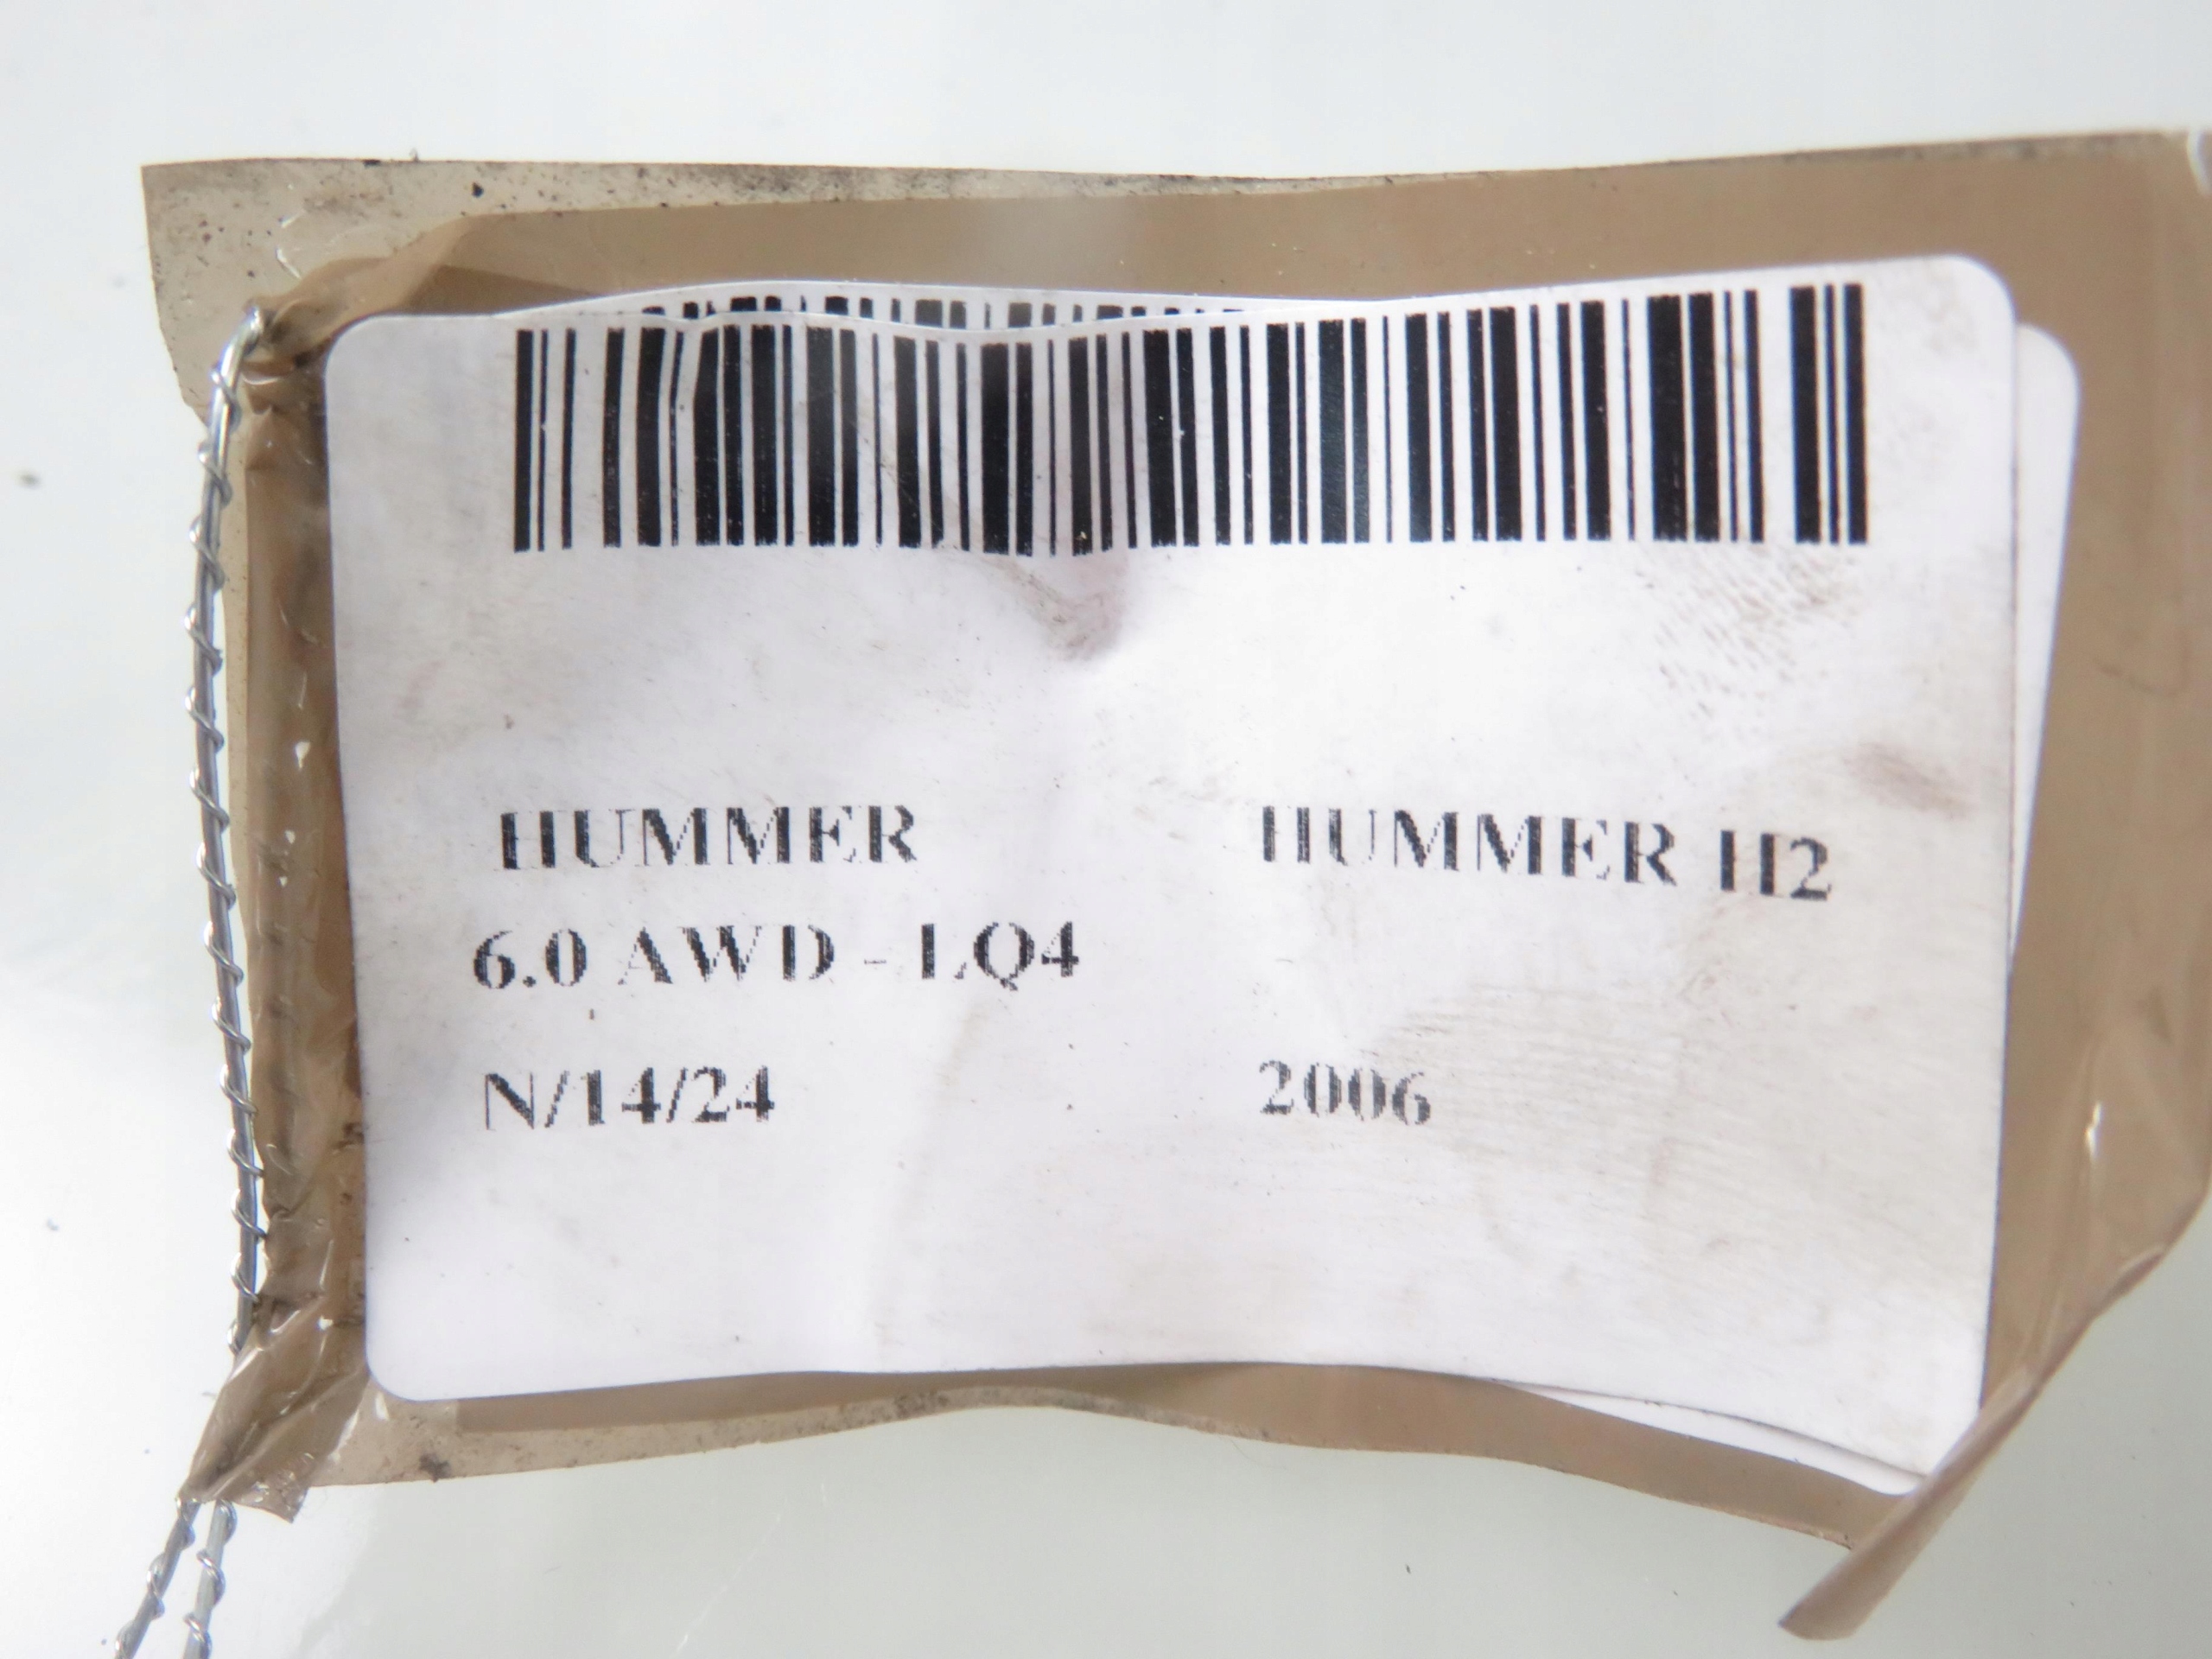 HUMMER HUMMER H2
6.0 AWD - LQ4
N/14/24 2006